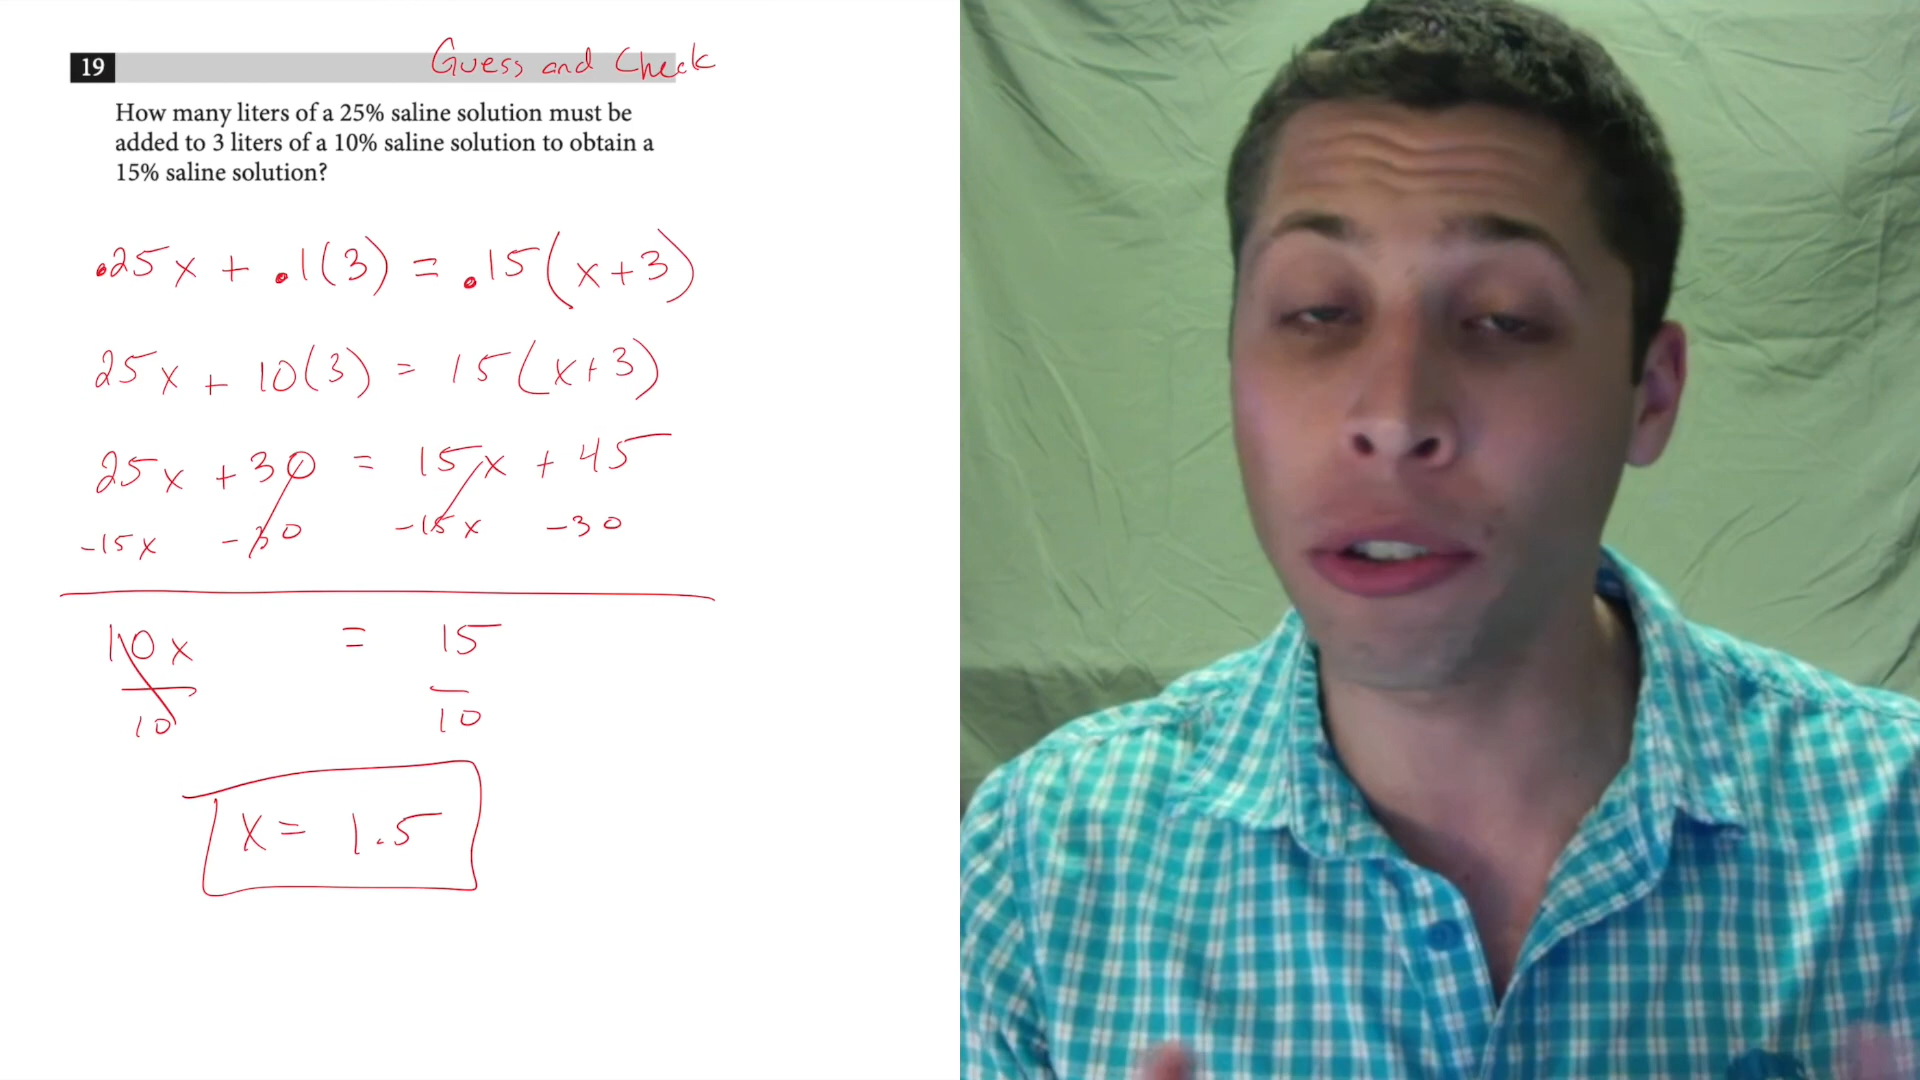 19 Guess and Check
How many liters of a 25% saline solution must be
added to 3 liters of a 10% saline solution to obtain a
15% saline solution?
.25x + .1(3) = .15(x+3)
25x + 10(3) = 15(x+3)
25x + 30 = 15x + 45
-15x -30 -15x -30
10x = 15
10 10
x = 1.5